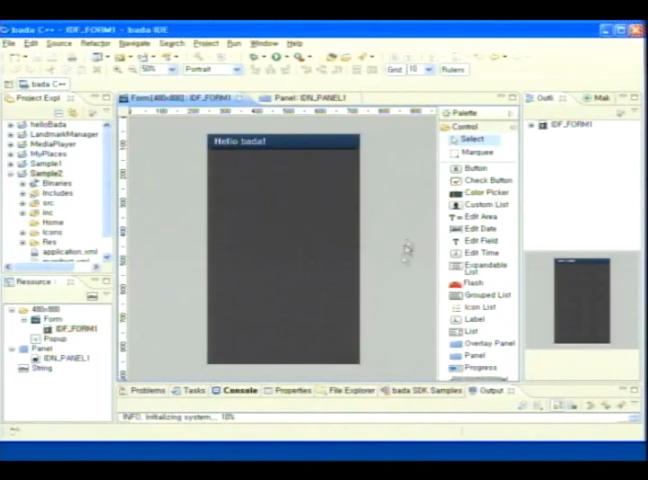 bada C++ - IDF_FORM1 - bada IDE
File Edit Source Refactor Navigate Search Project Run Window Help
50% Portrait Grid 10 Rulers
bada C++
Project Expl
helloBada
LandmarkManager
MediaPlayer
MyPlaces
Sample1
Sample2
Binaries
Includes
src
inc
Home
Icons
Res
application.xml
manifest.xml
Resource
480x800
Form
IDF_FORM1
Popup
Panel
IDN_PANEL1
String
Form[480x800]: IDF_FORM1
Panel: IDN_PANEL1
Hello bada!
Palette
Control
Select
Marquee
Button
Check Button
Color Picker
Custom List
Edit Area
Edit Date
Edit Field
Edit Time
Expandable
List
Flash
Grouped List
Icon List
Label
List
Overlay Panel
Panel
Progress
Outli
Mak
IDF_FORM1
Problems Tasks Console Properties File Explorer bada SDK Samples Output
INFO. Initializing system... 10%